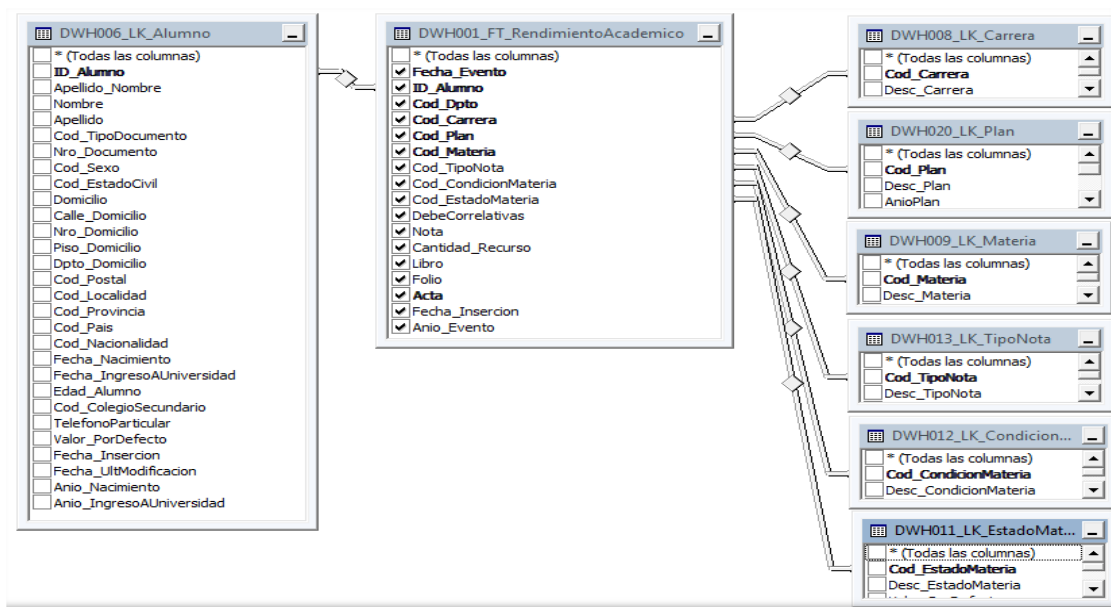 DWH006_LK_Alumno
* (Todas las columnas)
ID_Alumno
Apellido_Nombre
Nombre
Apellido
Cod_TipoDocumento
Nro_Documento
Cod_Sexo
Cod_EstadoCivil
Domicilio
Calle_Domicilio
Nro_Domicilio
Piso_Domicilio
Dpto_Domicilio
Cod_Postal
Cod_Localidad
Cod_Provincia
Cod_Pais
Cod_Nacionalidad
Fecha_Nacimiento
Fecha_IngresoAUniversidad
Edad_Alumno
Cod_ColegioSecundario
TelefonoParticular
Valor_PorDefecto
Fecha_Insercion
Fecha_UltModificacion
Anio_Nacimiento
Anio_IngresoAUniversidad
DWH001_FT_RendimientoAcademico
* (Todas las columnas)
Fecha_Evento
ID_Alumno
Cod_Dpto
Cod_Carrera
Cod_Plan
Cod_Materia
Cod_TipoNota
Cod_CondicionMateria
Cod_EstadoMateria
DebeCorrelativas
Nota
Cantidad_Recurso
Libro
Folio
Acta
Fecha_Insercion
Anio_Evento
DWH008_LK_Carrera
* (Todas las columnas)
Cod_Carrera
Desc_Carrera
DWH020_LK_Plan
* (Todas las columnas)
Cod_Plan
Desc_Plan
AnioPlan
DWH009_LK_Materia
* (Todas las columnas)
Cod_Materia
Desc_Materia
DWH013_LK_TipoNota
* (Todas las columnas)
Cod_TipoNota
Desc_TipoNota
DWH012_LK_Condicion...
* (Todas las columnas)
Cod_CondicionMateria
Desc_CondicionMateria
DWH011_LK_EstadoMat...
* (Todas las columnas)
Cod_EstadoMateria
Desc_EstadoMateria